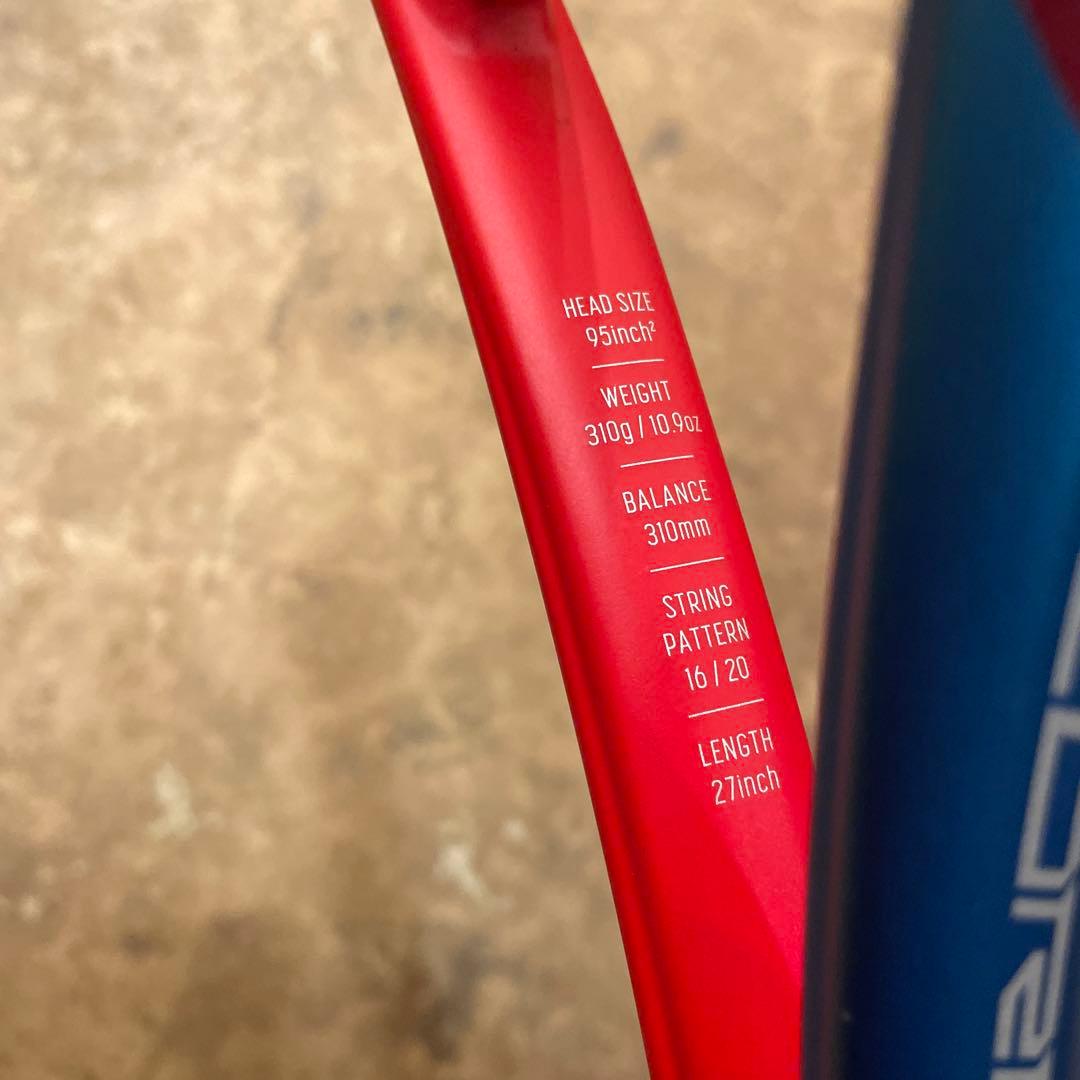 HEAD SIZE
95inch²
WEIGHT
310g / 10.9oz
BALANCE
310mm
STRING
PATTERN
16 / 20
LENGTH
27inch